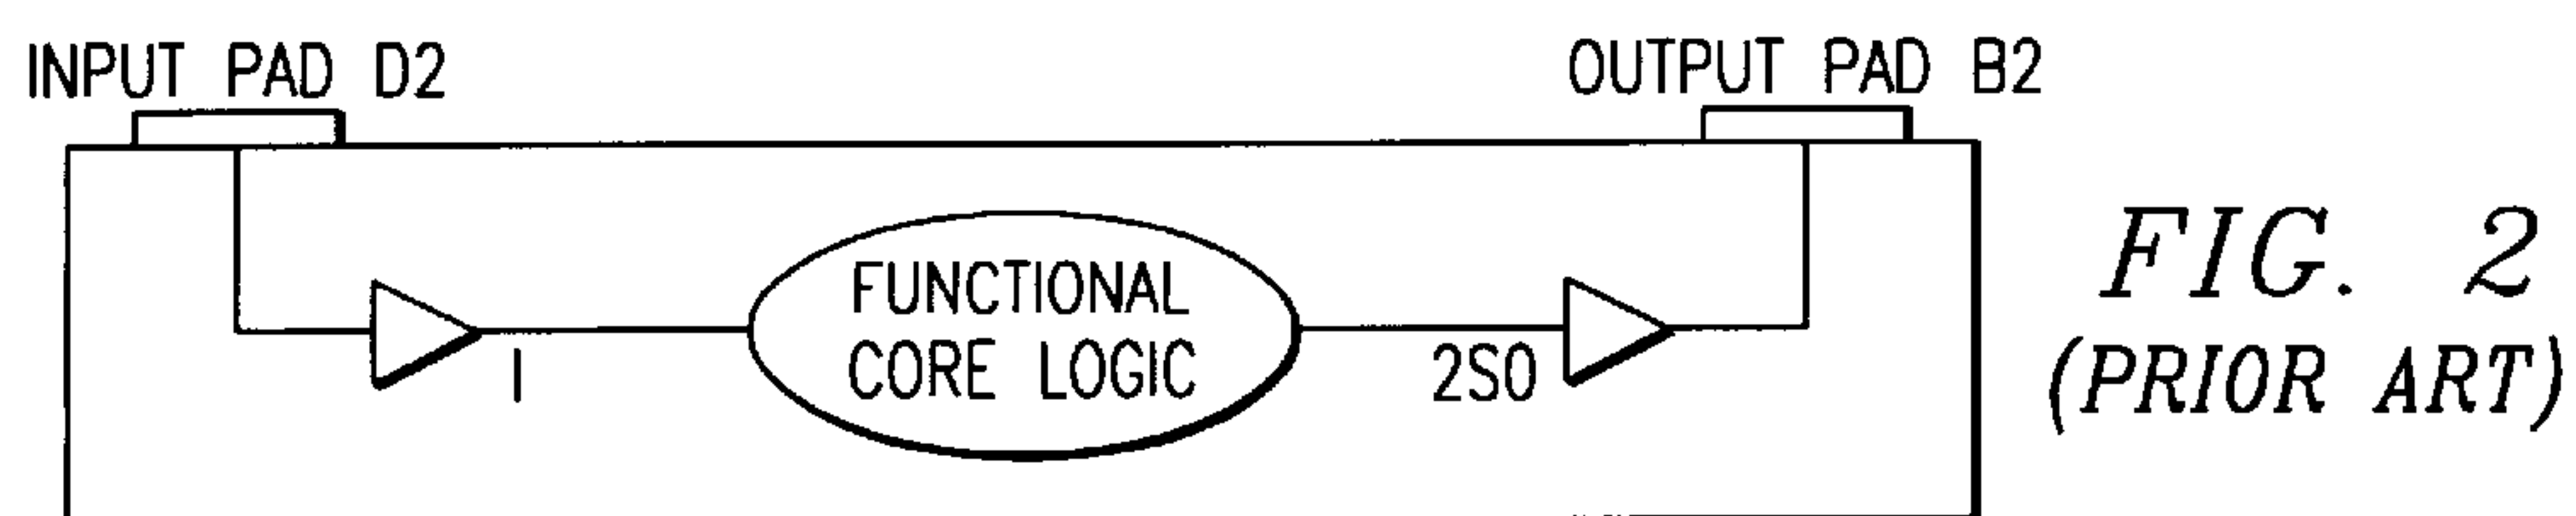 INPUT PAD D2
OUTPUT PAD B2
FUNCTIONAL
CORE LOGIC
I
2SO
FIG. 2
(PRIOR ART)